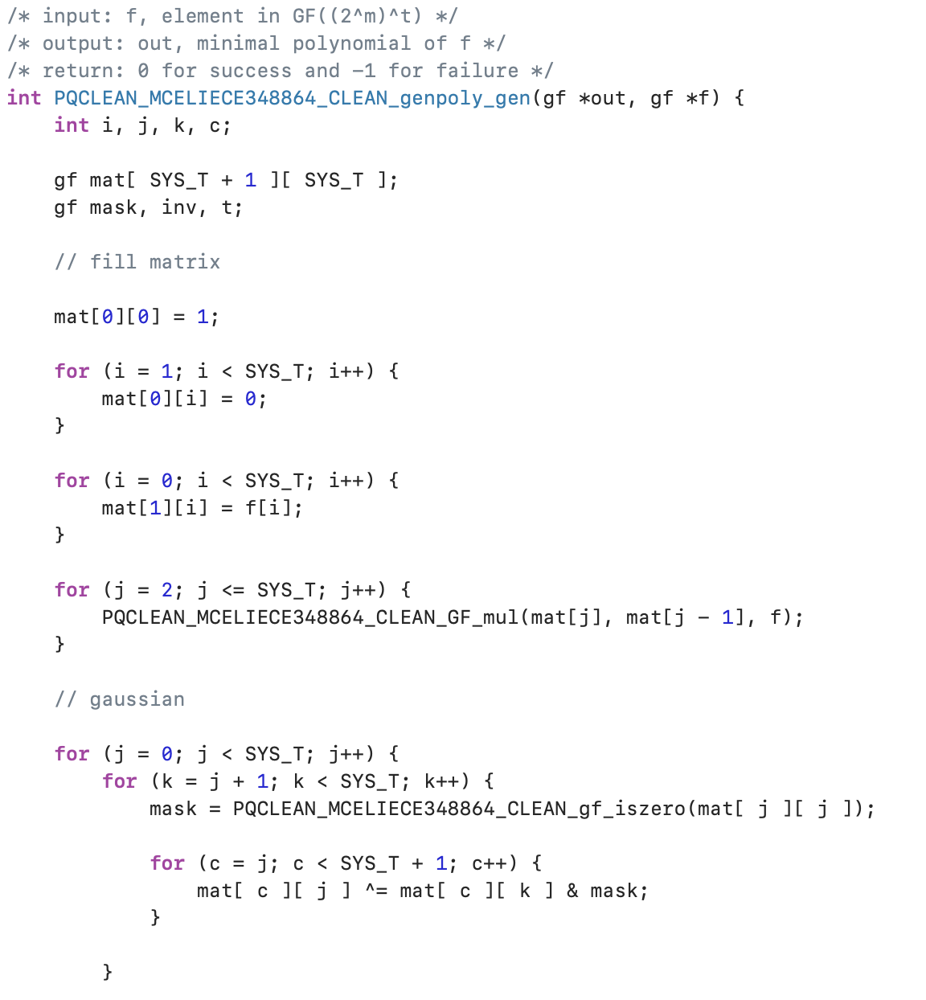 /* input: f, element in GF((2^m)^t) */
/* output: out, minimal polynomial of f */
/* return: 0 for success and −1 for failure */
int PQCLEAN_MCELIECE348864_CLEAN_genpoly_gen(gf *out, gf *f) {
    int i, j, k, c;

    gf mat[ SYS_T + 1 ][ SYS_T ];
    gf mask, inv, t;

    // fill matrix

    mat[0][0] = 1;

    for (i = 1; i < SYS_T; i++) {
        mat[0][i] = 0;
    }

    for (i = 0; i < SYS_T; i++) {
        mat[1][i] = f[i];
    }

    for (j = 2; j <= SYS_T; j++) {
        PQCLEAN_MCELIECE348864_CLEAN_GF_mul(mat[j], mat[j − 1], f);
    }

    // gaussian

    for (j = 0; j < SYS_T; j++) {
        for (k = j + 1; k < SYS_T; k++) {
            mask = PQCLEAN_MCELIECE348864_CLEAN_gf_iszero(mat[ j ][ j ]);

            for (c = j; c < SYS_T + 1; c++) {
                mat[ c ][ j ] ^= mat[ c ][ k ] & mask;
            }

        }